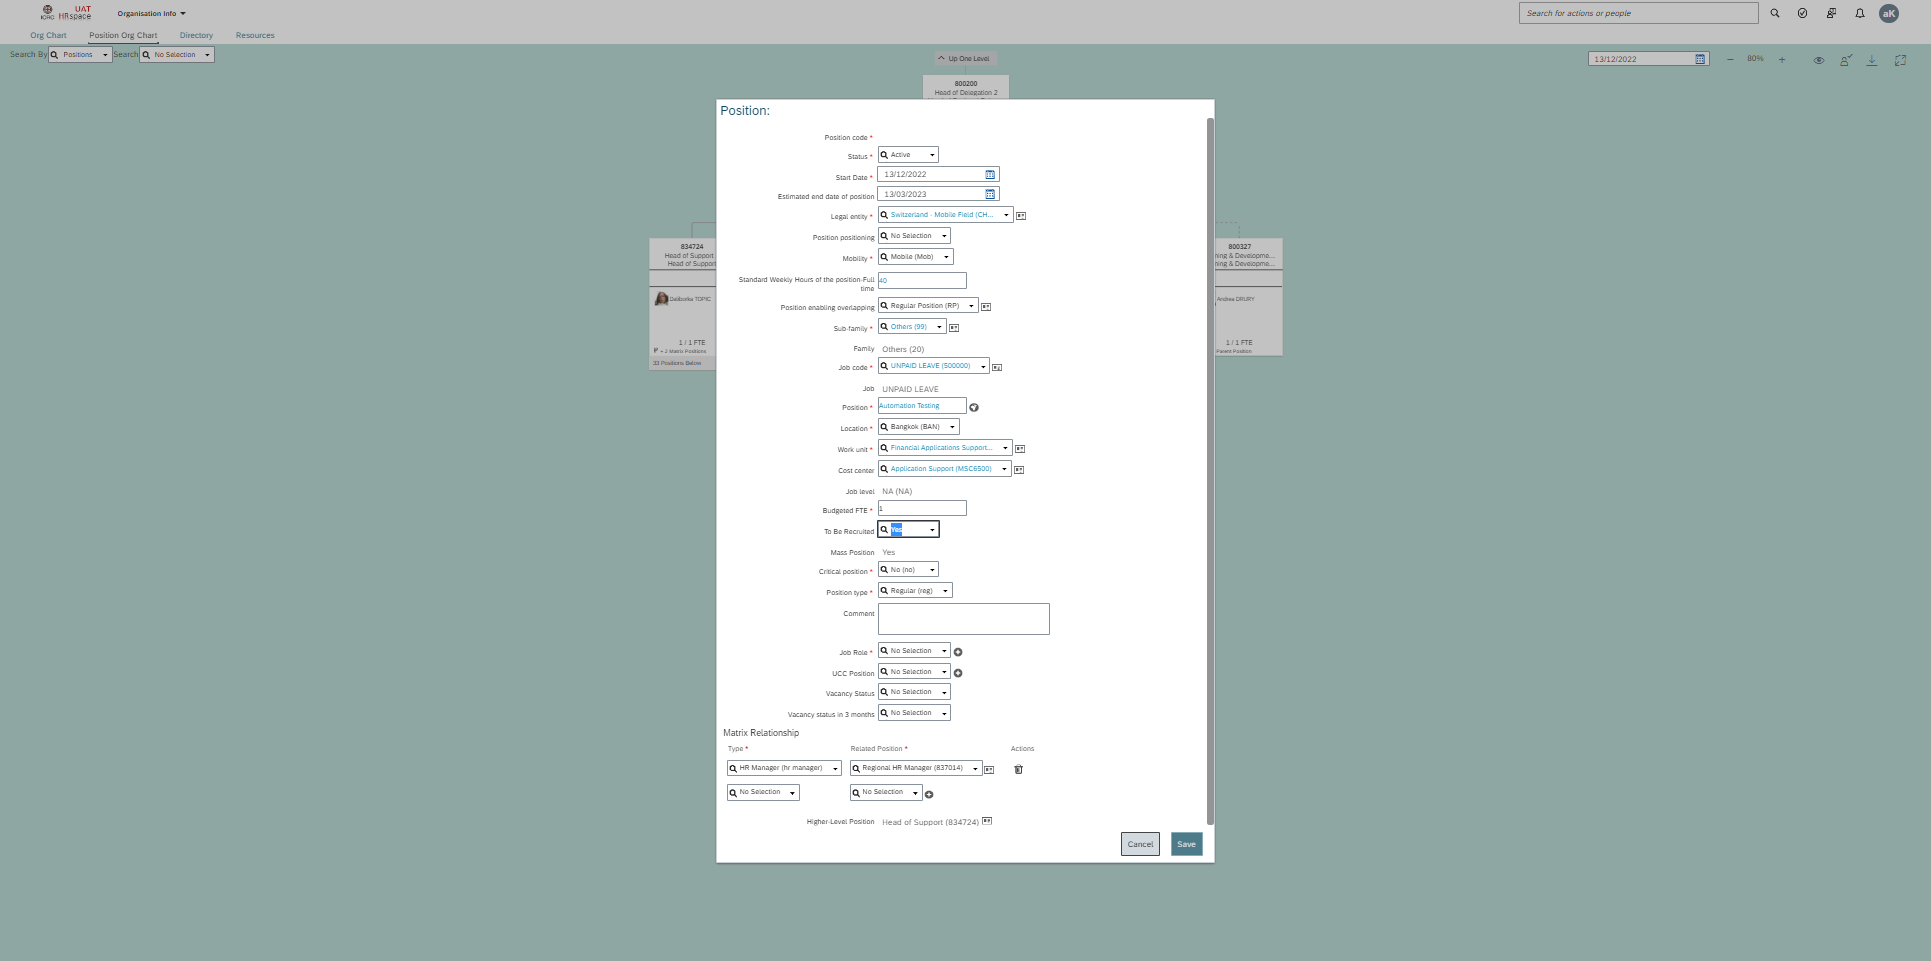 ICRC
UAT
HRspace
Organisation Info
Search for actions or people
aK
Org Chart
Position Org Chart
Directory
Resources
Search By
Positions
Search
No Selection
Up One Level
13/12/2022
80%
800200
Head of Delegation 2
Position:
Position code *
Status * Active
Start Date * 13/12/2022
Estimated end date of position 13/03/2023
Legal entity * Switzerland - Mobile Field (CH...
Position positioning No Selection
Mobility * Mobile (Mob)
Standard Weekly Hours of the position-Full
time
40
Position enabling overlapping Regular Position (RP)
Sub-family * Others (99)
Family Others (20)
Job code * UNPAID LEAVE (500000)
Job UNPAID LEAVE
Position * Automation Testing
Location * Bangkok (BAN)
Work unit * Financial Applications Support...
Cost center Application Support (MSC6500)
Job level NA (NA)
Budgeted FTE * 1
To Be Recruited Yes
Mass Position Yes
Critical position * No (no)
Position type * Regular (reg)
Comment
Job Role * No Selection
UCC Position No Selection
Vacancy Status No Selection
Vacancy status in 3 months No Selection
Matrix Relationship
Type * Related Position * Actions
HR Manager (hr manager) Regional HR Manager (837014)
No Selection No Selection
Higher-Level Position Head of Support (834724)
Cancel
Save
834724
Head of Support
Head of Support
Daliborka TOPIC
1 / 1 FTE
+ 2 Matrix Positions
33 Positions Below
800327
ning & Developme...
ng & Developme...
Andrea DRURY
1 / 1 FTE
Parent Position